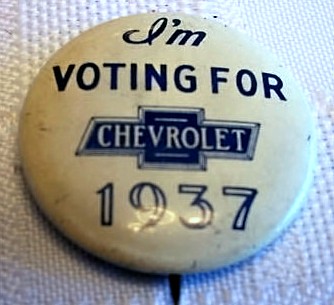 I'm
VOTING FOR
CHEVROLET
1937